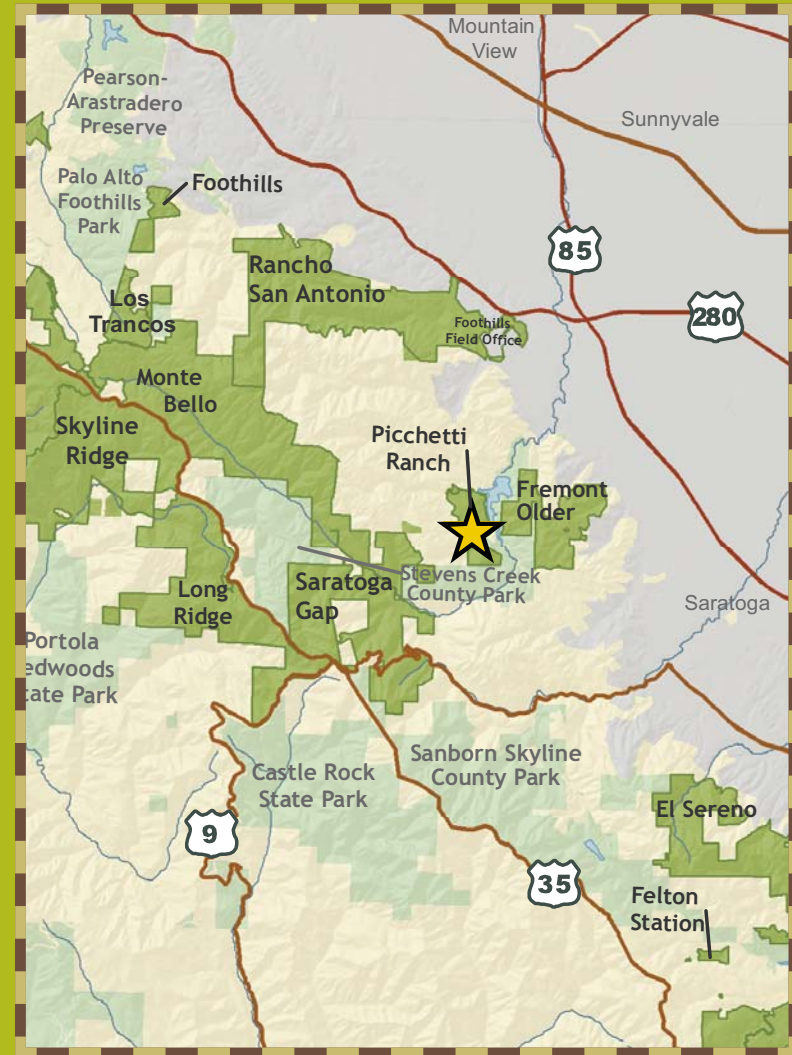 Mountain
View
Pearson-
Arastradero
Preserve
Sunnyvale
Palo Alto
Foothills
Park
Foothills
85
Rancho
San Antonio
Los
Trancos
280
Foothills
Field Office
Monte
Bello
Skyline
Ridge
Picchetti
Ranch
Fremont
Older
Stevens Creek
County Park
Saratoga
Gap
Long
Ridge
Saratoga
Portola
edwoods
tate Park
Sanborn Skyline
County Park
Castle Rock
State Park
El Sereno
9
35
Felton
Station